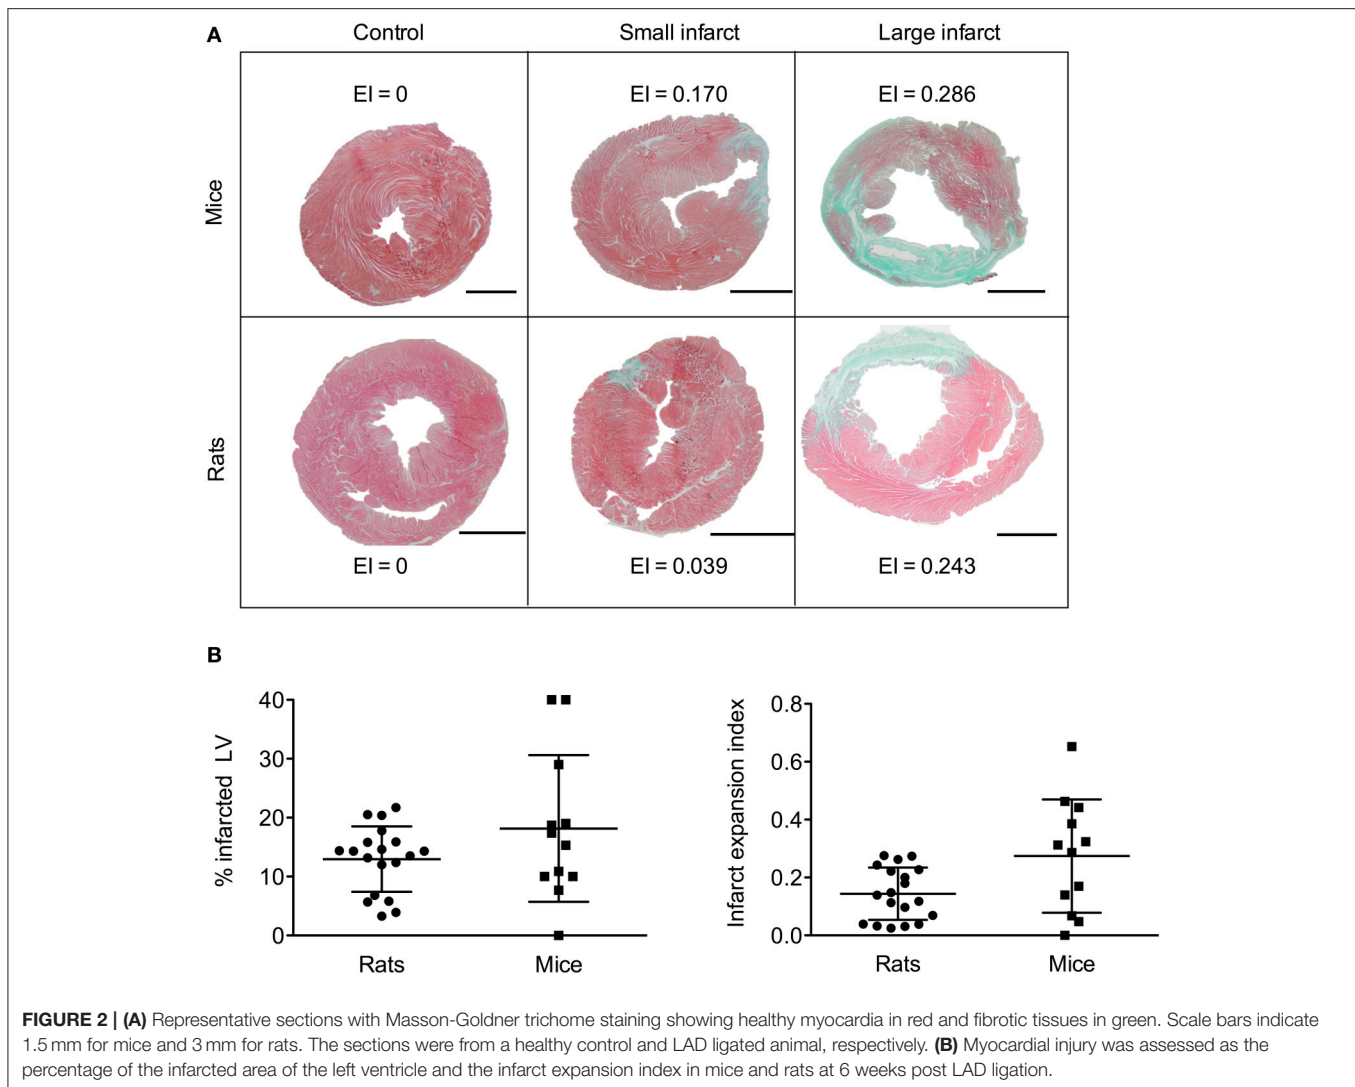 A
Control Small infarct Large infarct
EI = 0 EI = 0.170 EI = 0.286
Mice
Rats
EI = 0 EI = 0.039 EI = 0.243
B
% infarcted LV
40
30
20
10
0
Rats Mice
Infarct expansion index
0.8
0.6
0.4
0.2
0.0
Rats Mice
FIGURE 2 | (A) Representative sections with Masson-Goldner trichome staining showing healthy myocardia in red and fibrotic tissues in green. Scale bars indicate
1.5 mm for mice and 3 mm for rats. The sections were from a healthy control and LAD ligated animal, respectively. (B) Myocardial injury was assessed as the
percentage of the infarcted area of the left ventricle and the infarct expansion index in mice and rats at 6 weeks post LAD ligation.